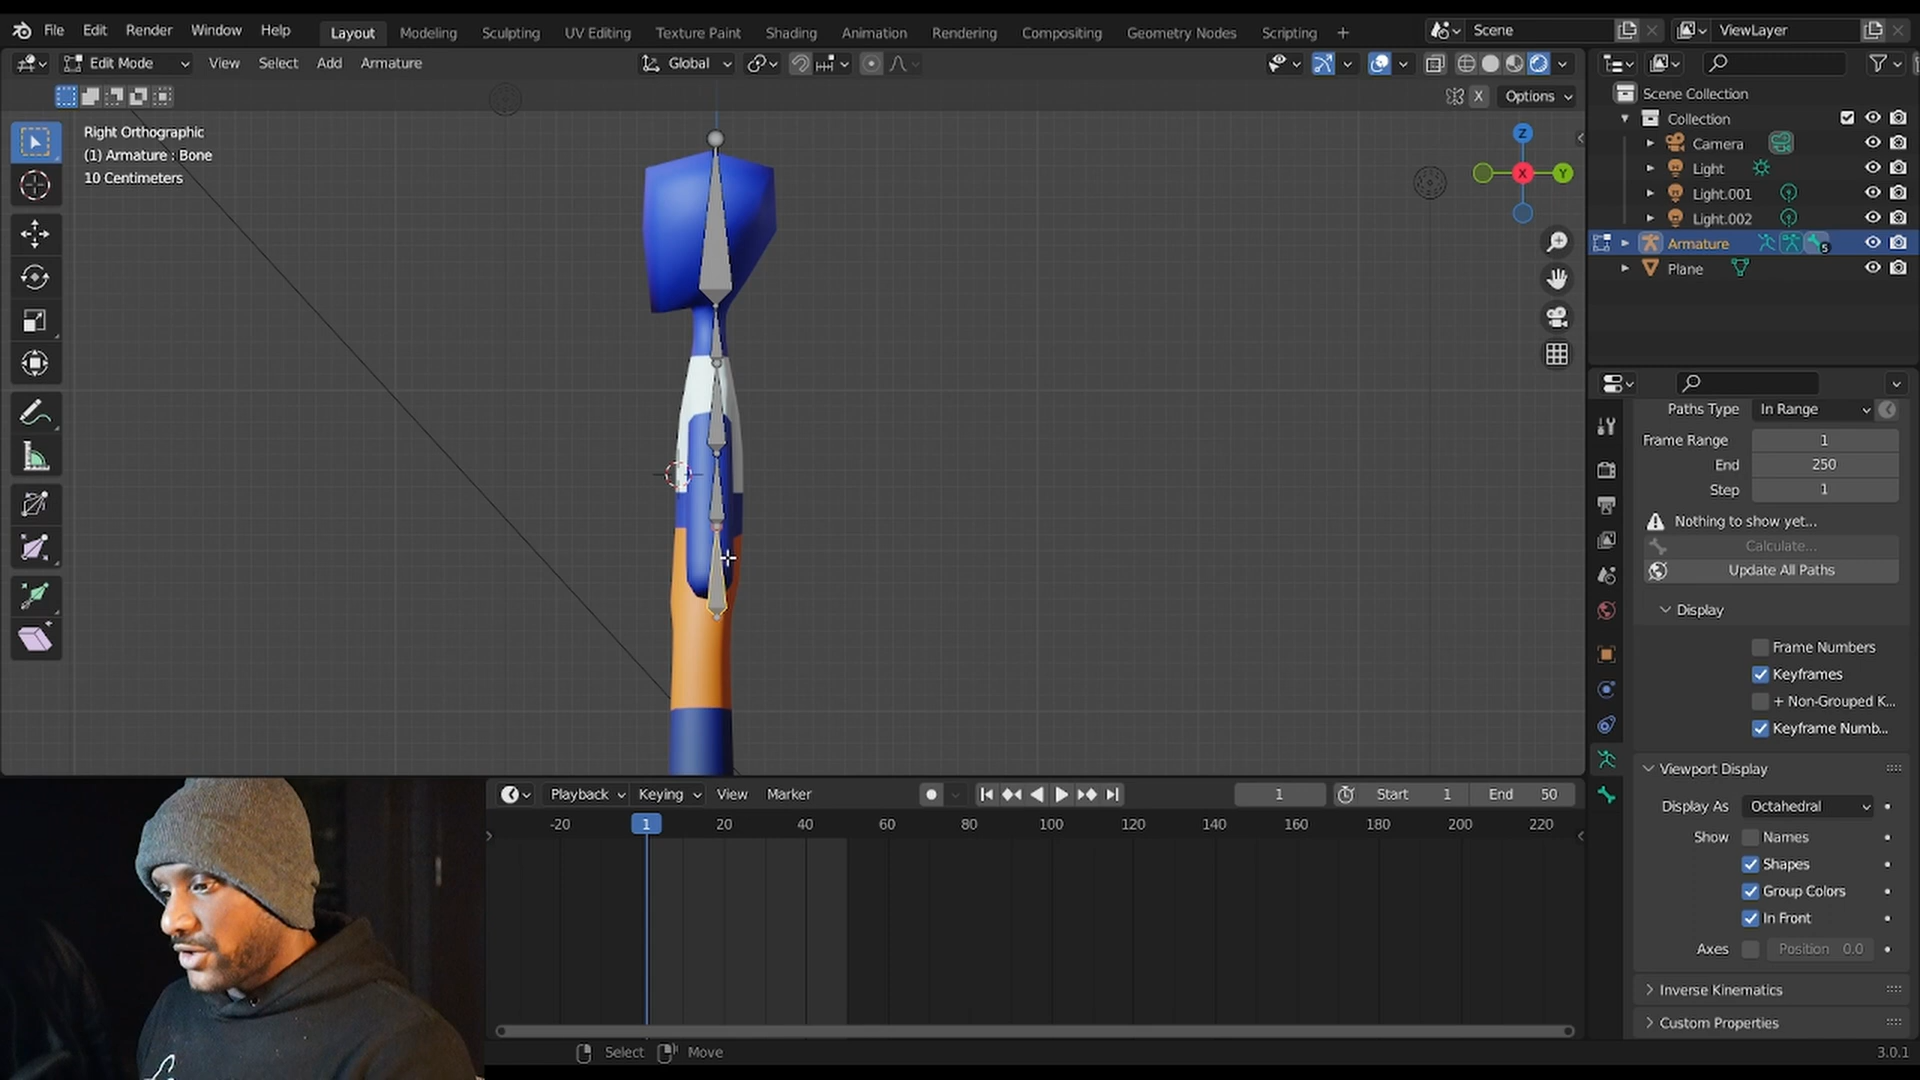 File Edit Render Window Help Layout Modeling Sculpting UV Editing Texture Paint Shading Animation Rendering Compositing Geometry Nodes Scripting + Scene ViewLayer
Edit Mode View Select Add Armature Global
X Options
Right Orthographic
(1) Armature : Bone
10 Centimeters
Z
X
Y
Scene Collection
Collection
Camera
Light
Light.001
Light.002
Armature 5
Plane
Paths Type In Range
Frame Range 1
End 250
Step 1
Nothing to show yet...
Calculate...
Update All Paths
Display
Frame Numbers
Keyframes
+ Non-Grouped K...
Keyframe Numb...
Viewport Display
Display As Octahedral
Show Names
Shapes
Group Colors
In Front
Axes Position 0.0
Inverse Kinematics
Custom Properties
Playback Keying View Marker 1 Start 1 End 50
-20 1 20 40 60 80 100 120 140 160 180 200 220
Select Move 3.0.1